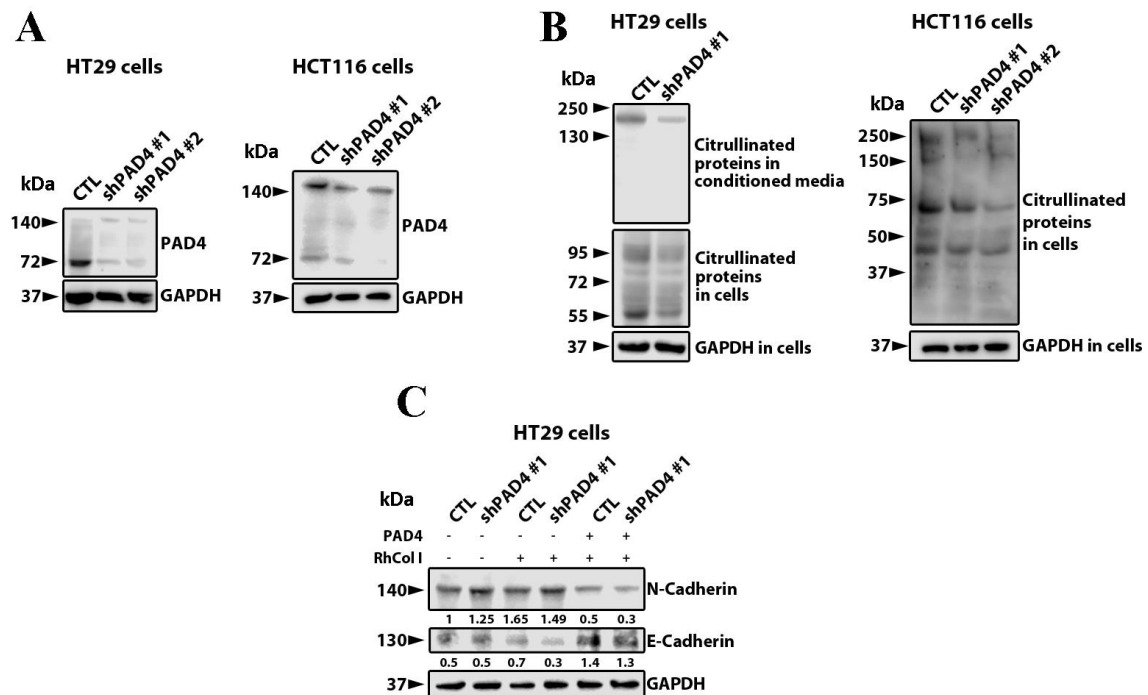 A
HT29 cells
kDa
CTL
shPAD4 #1
shPAD4 #2
140
72
PAD4
37
GAPDH
HCT116 cells
kDa
CTL
shPAD4 #1
shPAD4 #2
140
72
PAD4
37
GAPDH
B
HT29 cells
kDa
CTL
shPAD4 #1
250
130
Citrullinated
proteins in
conditioned media
95
72
55
Citrullinated
proteins
in cells
37
GAPDH in cells
HCT116 cells
kDa
CTL
shPAD4 #1
shPAD4 #2
250
150
75
50
37
Citrullinated
proteins
in cells
37
GAPDH in cells
C
HT29 cells
kDa
CTL
shPAD4 #1
CTL
shPAD4 #1
CTL
shPAD4 #1
PAD4 - - - - + +
RhCol I - - + + + +
140 N-Cadherin
1 1.25 1.65 1.49 0.5 0.3
130 E-Cadherin
0.5 0.5 0.7 0.3 1.4 1.3
37 GAPDH